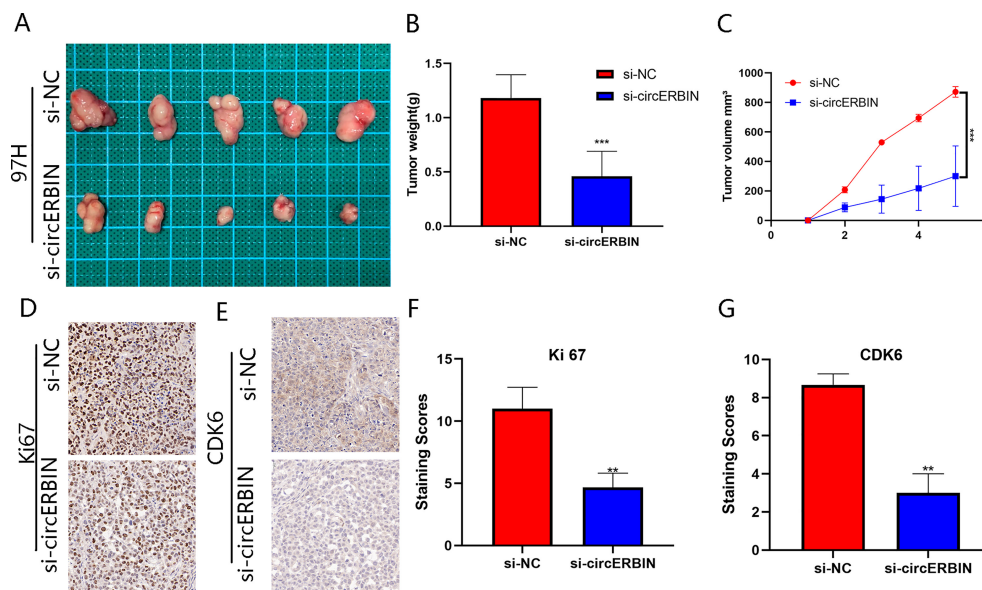 A
si-NC
si-circERBIN
97H
B
Tumor weight(g)
1.5
1.0
0.5
0.0
si-NC
si-circERBIN
***
si-NC
si-circERBIN
C
Tumor volume mm³
1000
800
600
400
200
0
0
2
4
si-NC
si-circERBIN
***
D
Ki67
si-NC
si-circERBIN
E
CDK6
si-NC
si-circERBIN
F
Ki 67
Staining Scores
15
10
5
0
**
si-NC
si-circERBIN
G
CDK6
Staining Scores
10
8
6
4
2
0
**
si-NC
si-circERBIN